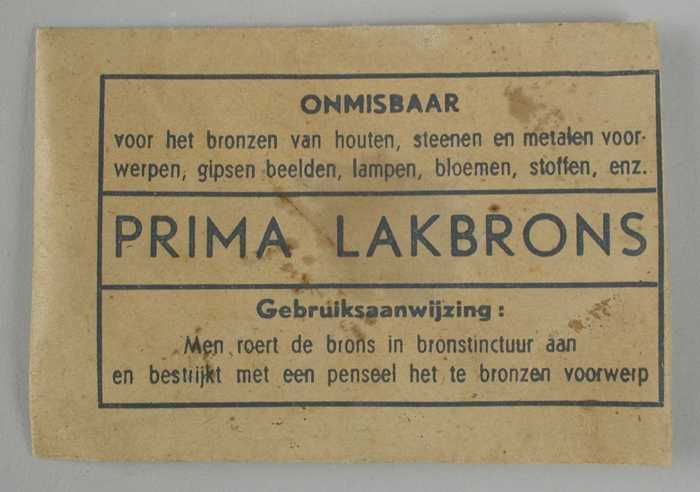 ONMISBAAR
voor het bronzen van houten, steenen en metalen voor-
werpen, gipsen beelden, lampen, bloemen, stoffen, enz.
PRIMA LAKBRONS
Gebruiksaanwijzing:
Men roert de brons in bronstinctuur aan
en bestrijkt met een penseel het te bronzen voorwerp